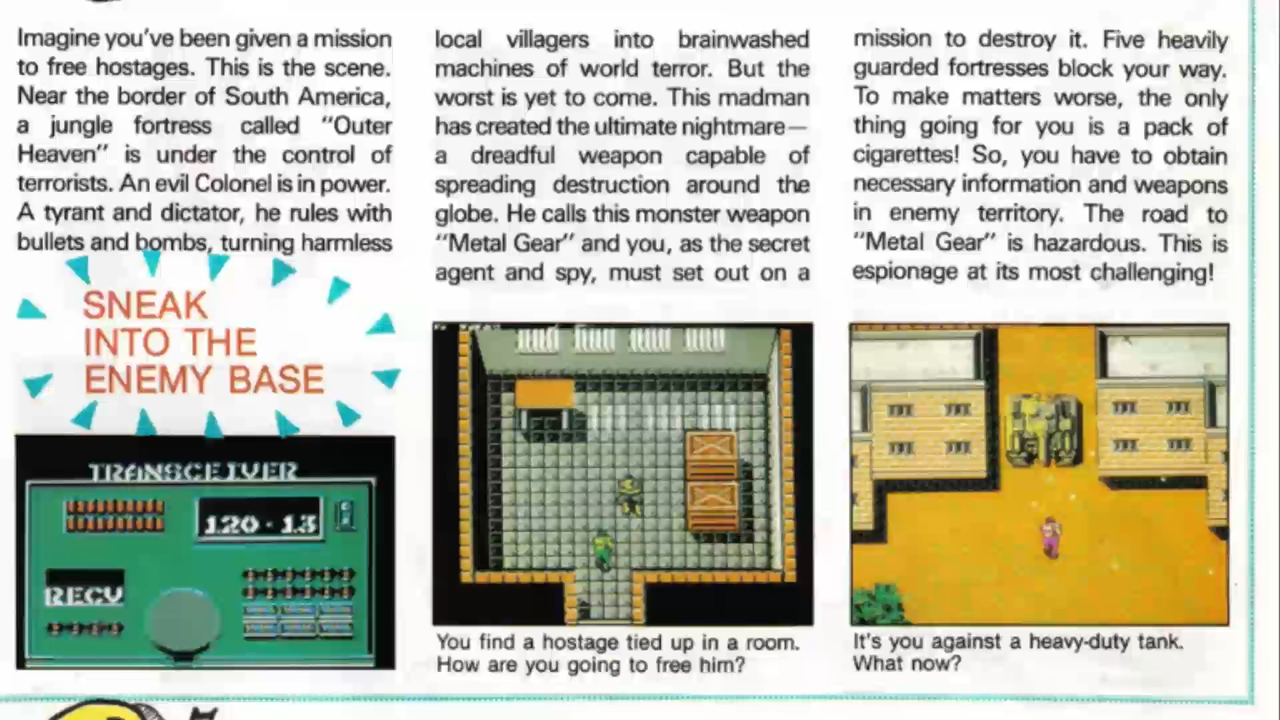 Imagine you've been given a mission
to free hostages. This is the scene.
Near the border of South America,
a jungle fortress called "Outer
Heaven" is under the control of
terrorists. An evil Colonel is in power.
A tyrant and dictator, he rules with
bullets and bombs, turning harmless
local villagers into brainwashed
machines of world terror. But the
worst is yet to come. This madman
has created the ultimate nightmare—
a dreadful weapon capable of
spreading destruction around the
globe. He calls this monster weapon
"Metal Gear" and you, as the secret
agent and spy, must set out on a
mission to destroy it. Five heavily
guarded fortresses block your way.
To make matters worse, the only
thing going for you is a pack of
cigarettes! So, you have to obtain
necessary information and weapons
in enemy territory. The road to
"Metal Gear" is hazardous. This is
espionage at its most challenging!
SNEAK
INTO THE
ENEMY BASE
TRANSCEIVER
120.13
RECV
You find a hostage tied up in a room.
How are you going to free him?
It's you against a heavy-duty tank.
What now?